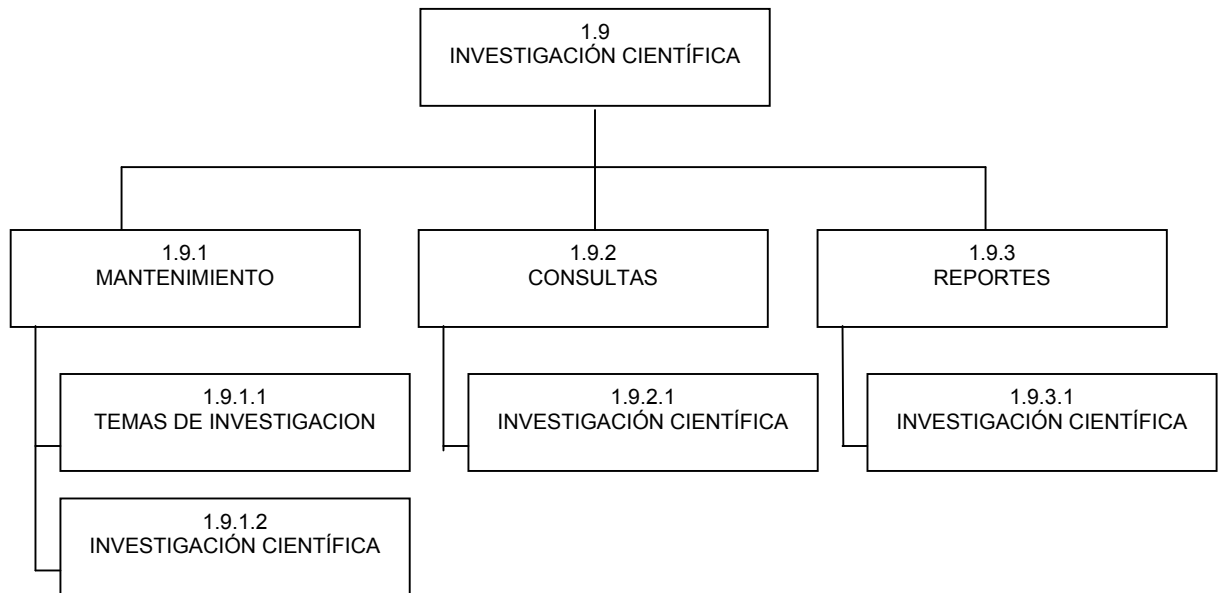 1.9
INVESTIGACIÓN CIENTÍFICA
1.9.1
MANTENIMIENTO
1.9.2
CONSULTAS
1.9.3
REPORTES
1.9.1.1
TEMAS DE INVESTIGACION
1.9.2.1
INVESTIGACIÓN CIENTÍFICA
1.9.3.1
INVESTIGACIÓN CIENTÍFICA
1.9.1.2
INVESTIGACIÓN CIENTÍFICA